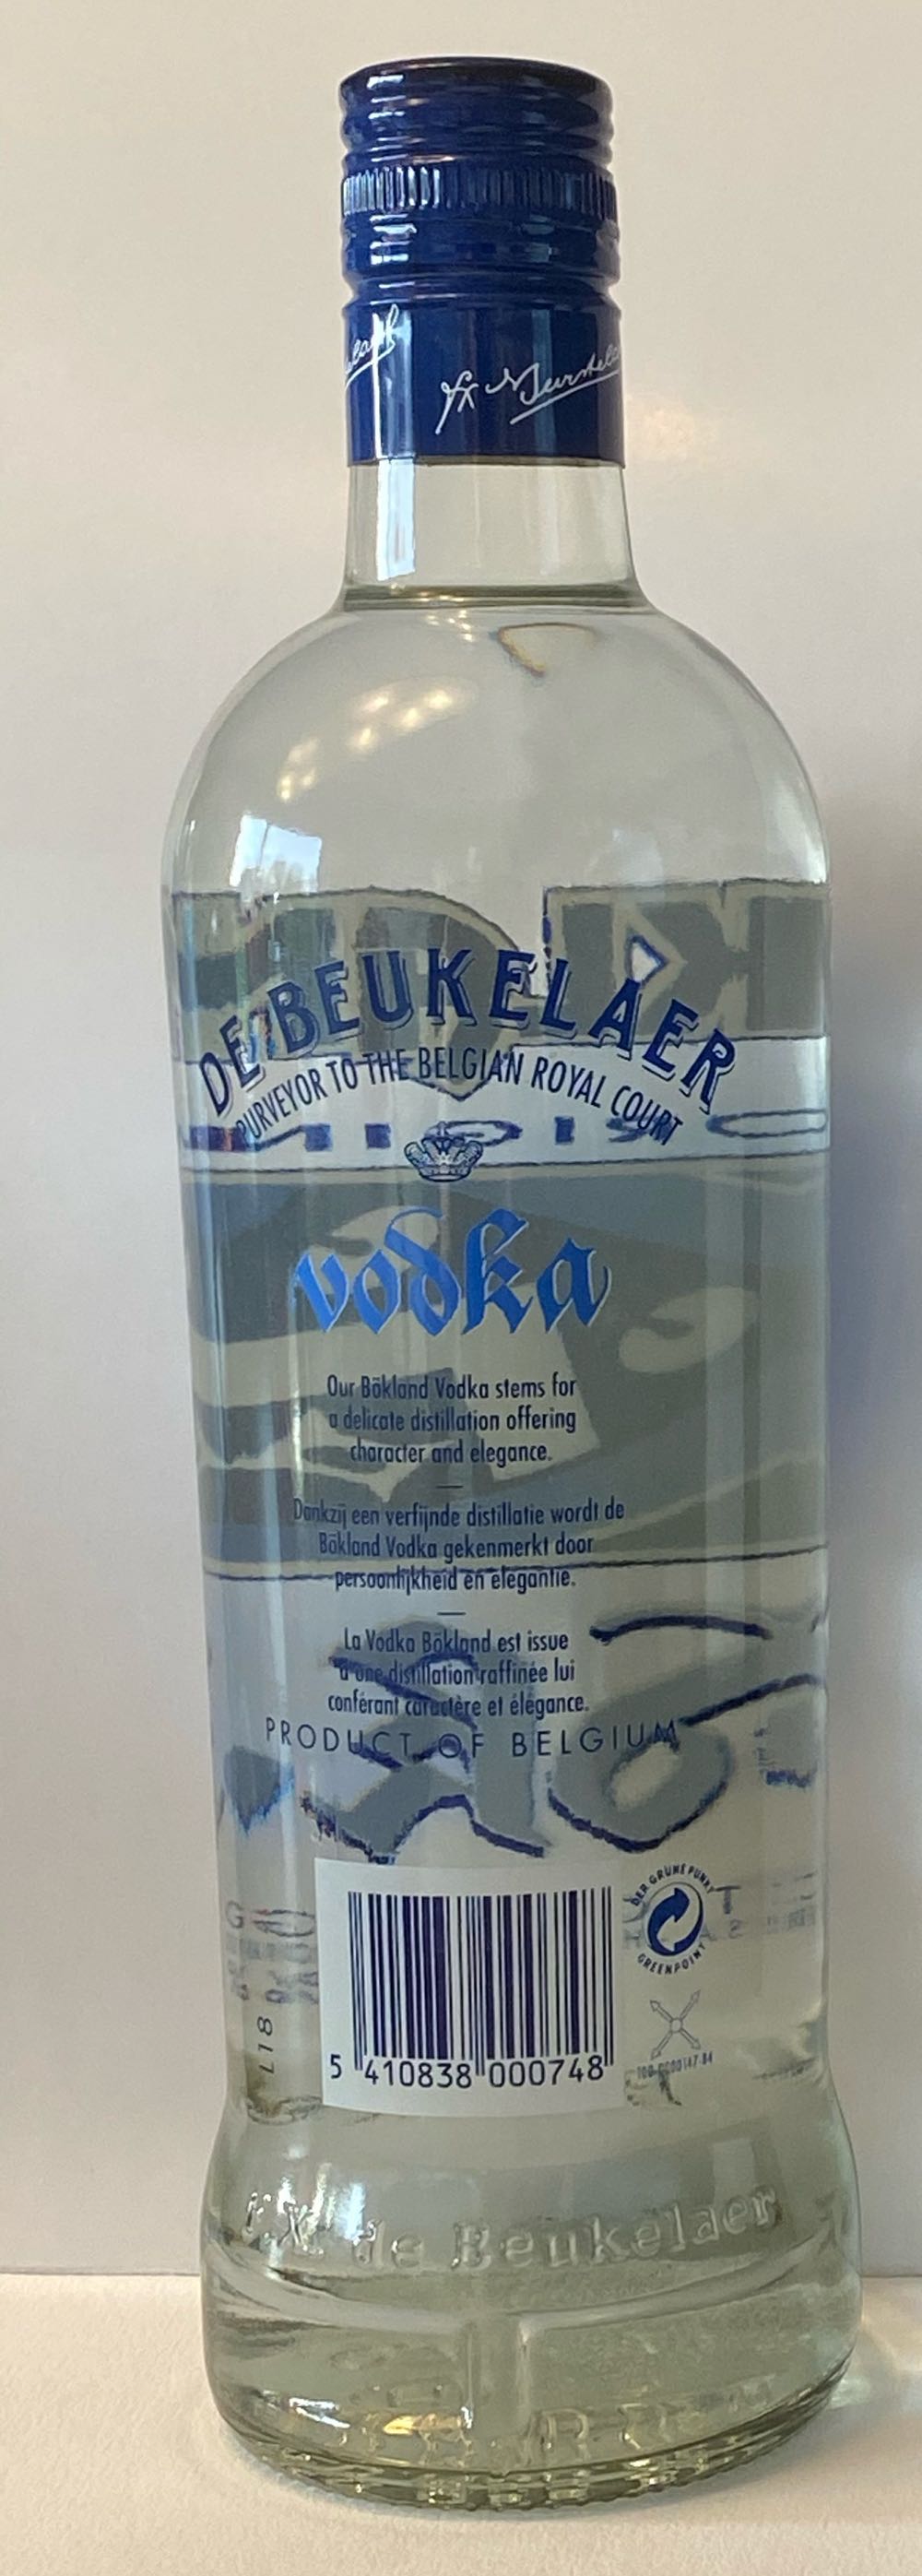 DE BEUKELAER
PURVEYOR TO THE BELGIAN ROYAL COURT
vodka
Our Bökland Vodka stems for
a delicate distillation offering
character and elegance.
Dankzij een verfijnde distillatie wordt de
Bökland Vodka gekenmerkt door
persoonlijkheid en elegantie.
La Vodka Bökland est issue
d'une distillation raffinée lui
conférant caractère et élégance.
PRODUCT OF BELGIUM
DER GRÜNE PUNKT
GREENPOINT
L18
5 410838 000748
F.X. de Beukelaer